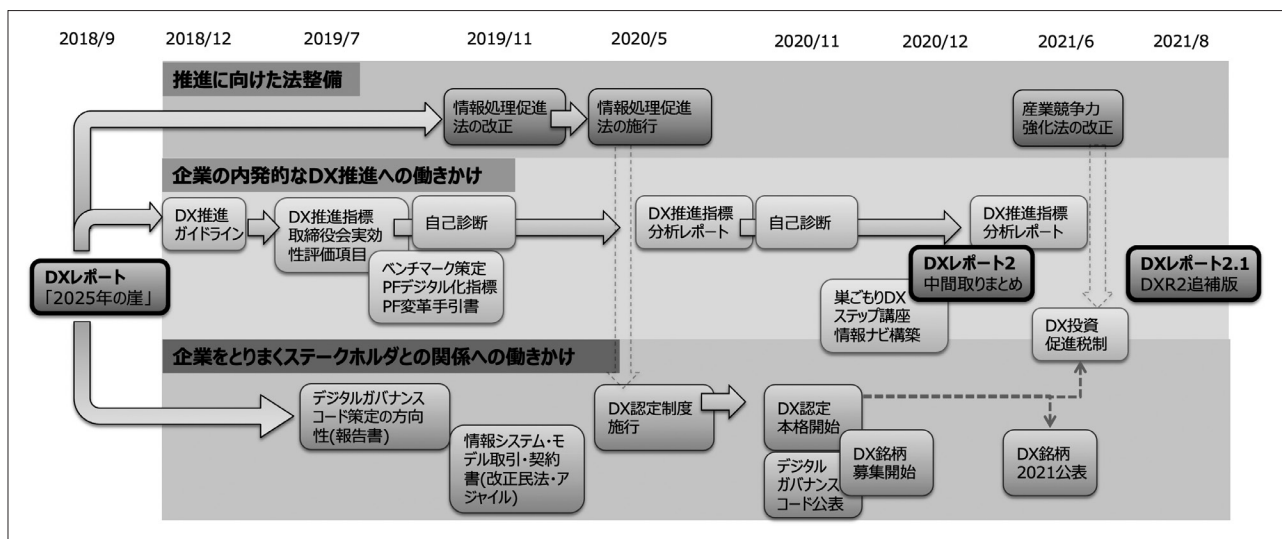 2018/9
2018/12
2019/7
2019/11
2020/5
2020/11
2020/12
2021/6
2021/8
推進に向けた法整備
情報処理促進
法の改正
情報処理促進
法の施行
産業競争力
強化法の改正
企業の内発的なDX推進への働きかけ
DX推進
ガイドライン
DX推進指標
取締役会実効
性評価項目
自己診断
ベンチマーク策定
PFデジタル化指標
PF変革手引書
DX推進指標
分析レポート
自己診断
DX推進指標
分析レポート
DXレポート
「2025年の崖」
DXレポート2
中間取りまとめ
DXレポート2.1
DXR2追補版
巣ごもりDX
ステップ講座
情報ナビ構築
DX投資
促進税制
企業をとりまくステークホルダとの関係への働きかけ
デジタルガバナンス
コード策定の方向
性(報告書)
情報システム・モ
デル取引・契約
書(改正民法・ア
ジャイル)
DX認定制度
施行
DX認定
本格開始
デジタル
ガバナンス
コード公表
DX銘柄
募集開始
DX銘柄
2021公表